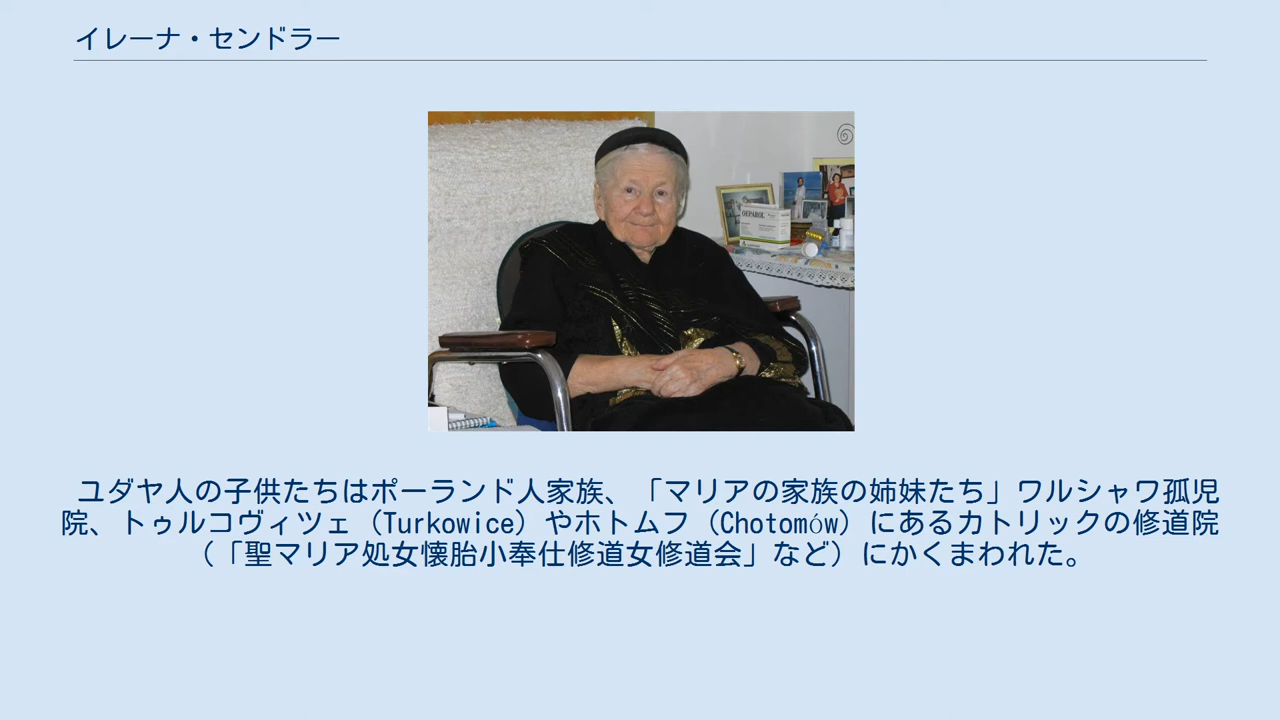 イレーナ・センドラー
OEPAROL
ユダヤ人の子供たちはポーランド人家族、「マリアの家族の姉妹たち」ワルシャワ孤児
院、トゥルコヴィツェ（Turkowice）やホトムフ（Chotomów）にあるカトリックの修道院
（「聖マリア処女懐胎小奉仕修道女修道会」など）にかくまわれた。